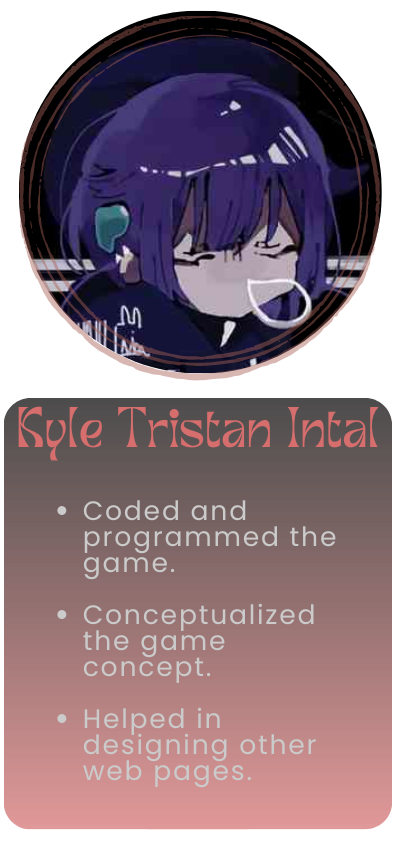 Kyle Tristan Intal
• Coded and
programmed the
game.
• Conceptualized
the game
concept.
• Helped in
designing other
web pages.